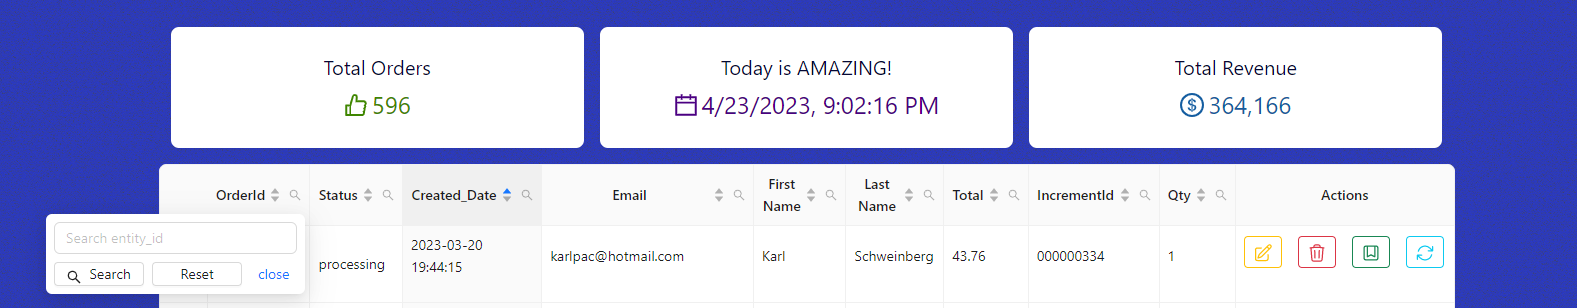 Total Orders
596
Today is AMAZING!
4/23/2023, 9:02:16 PM
Total Revenue
364,166
OrderId Status Created_Date Email First Name Last Name Total IncrementId Qty Actions
Search entity_id
Search Reset close
processing 2023-03-20 19:44:15 karlpac@hotmail.com Karl Schweinberg 43.76 000000334 1